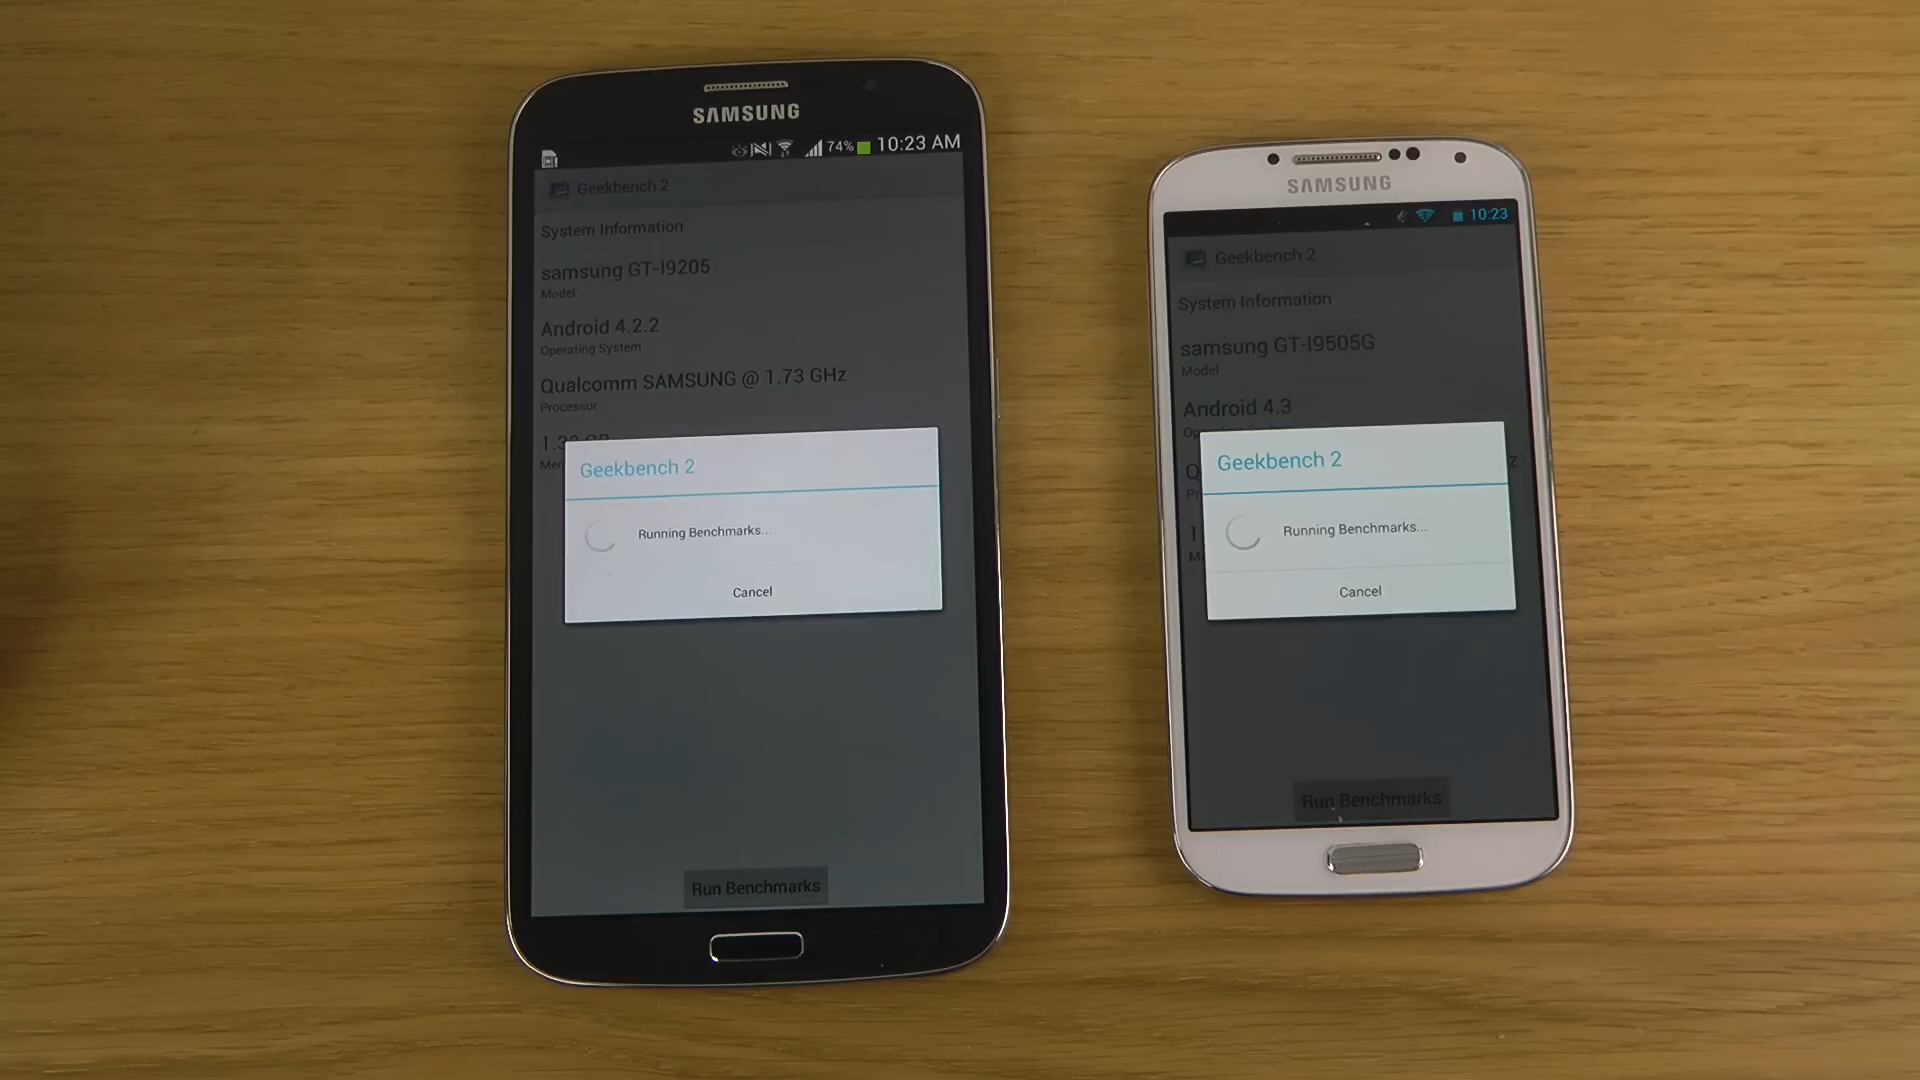 SAMSUNG
74% 10:23 AM
Geekbench 2
System Information
samsung GT-I9205
Model
Android 4.2.2
Operating System
Qualcomm SAMSUNG @ 1.73 GHz
Processor
Geekbench 2
Running Benchmarks...
Cancel
Run Benchmarks
SAMSUNG
10:23
Geekbench 2
System Information
samsung GT-I9505G
Model
Android 4.3
Geekbench 2
Running Benchmarks...
Cancel
Run Benchmarks